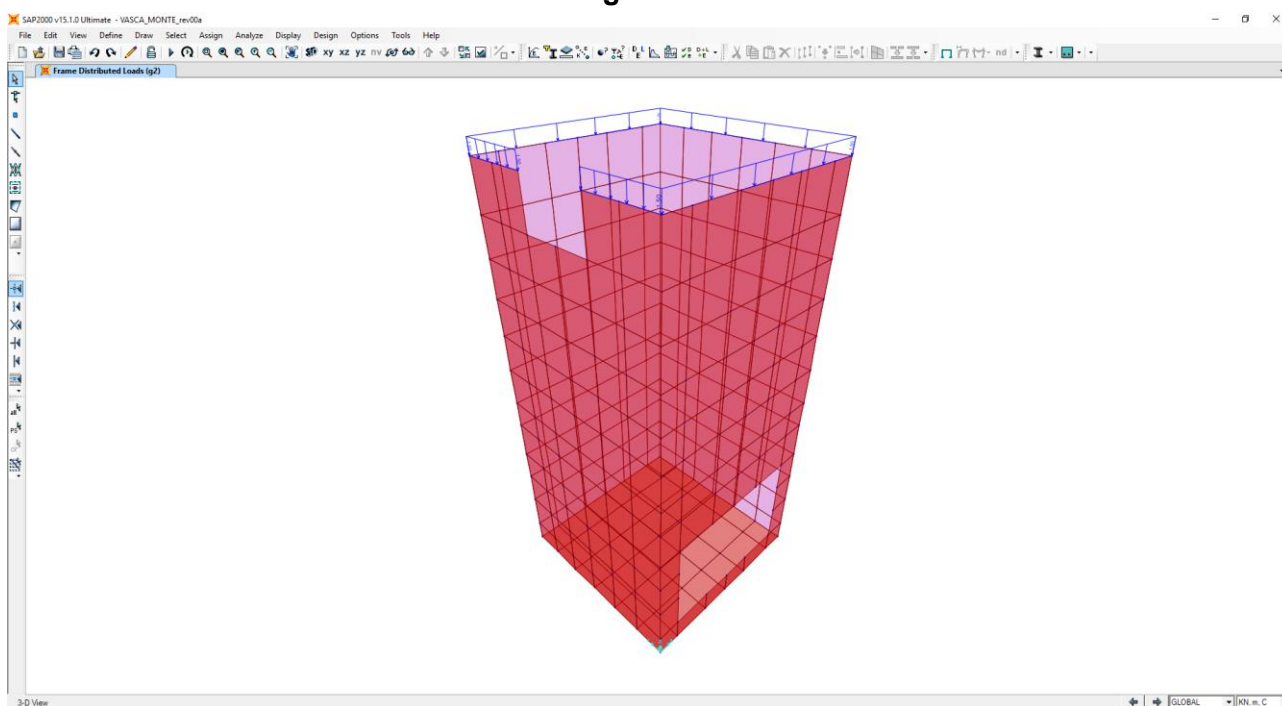 SAP2000 v15.1.0 Ultimate - VASCA_MONTE_rev00a
File Edit View Define Draw Select Assign Analyze Display Design Options Tools Help
xy xz yz nv nd
Frame Distributed Loads (g2)
3-D View
GLOBAL
KN, m, C